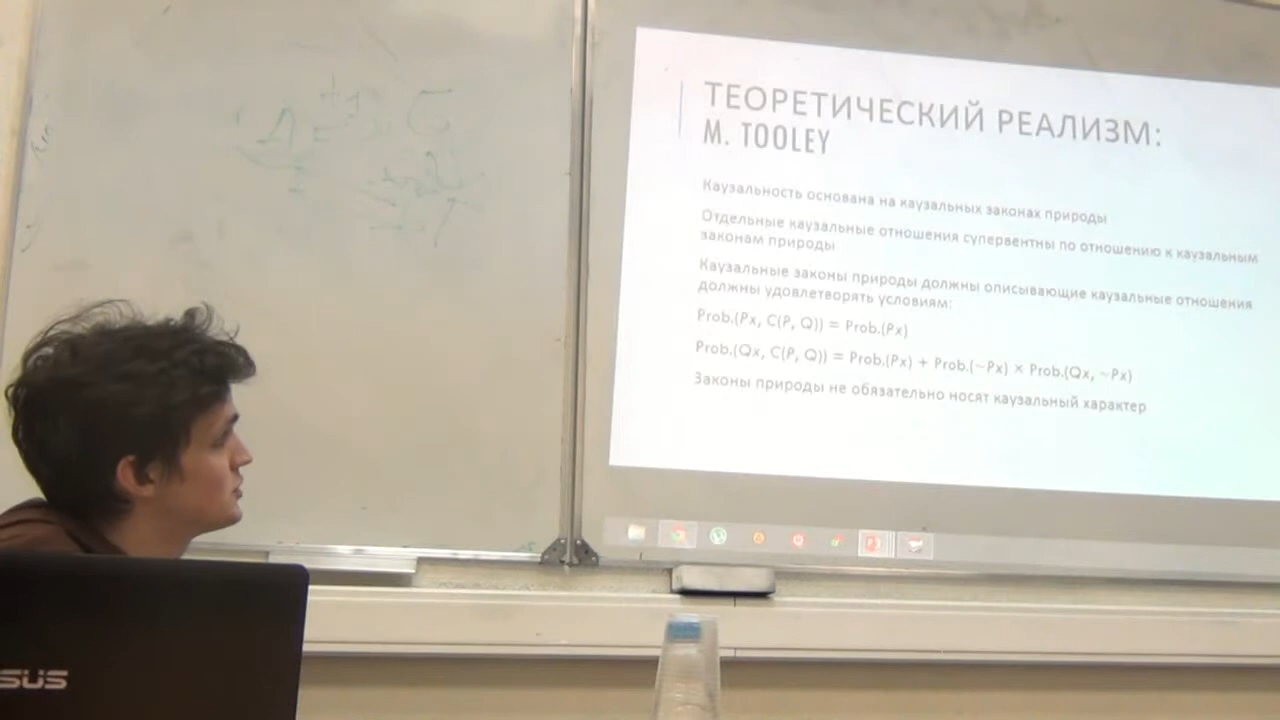 ТЕОРЕТИЧЕСКИЙ РЕАЛИЗМ:
M. TOOLEY
Каузальность основана на каузальных законах природы
Отдельные каузальные отношения супервентны по отношению к каузальным
законам природы
Каузальные законы природы должны описывающие каузальные отношения
должны удовлетворять условиям:
Prob.(Px, C(P, Q)) = Prob.(Px)
Prob.(Qx, C(P, Q)) = Prob.(Px) + Prob.(~Px) × Prob.(Qx, ~Px)
Законы природы не обязательно носят каузальный характер
SUS